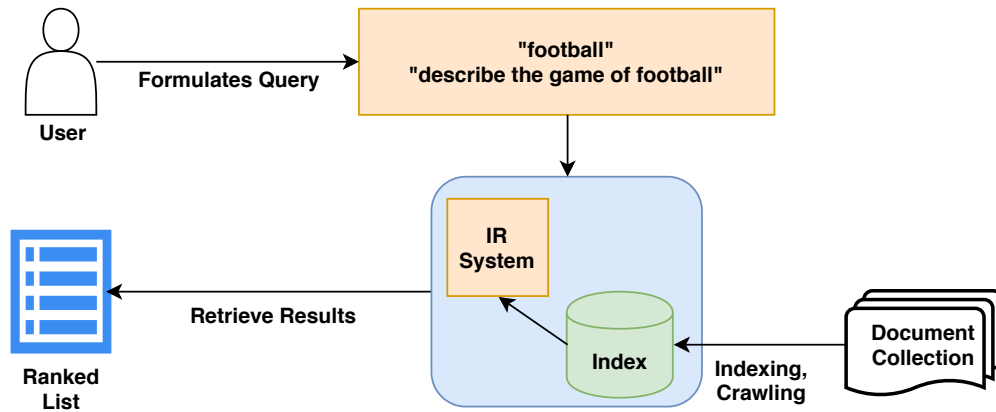 "football"
"describe the game of football"
Formulates Query
User
IR
System
Retrieve Results
Index
Document
Collection
Indexing,
Crawling
Ranked
List